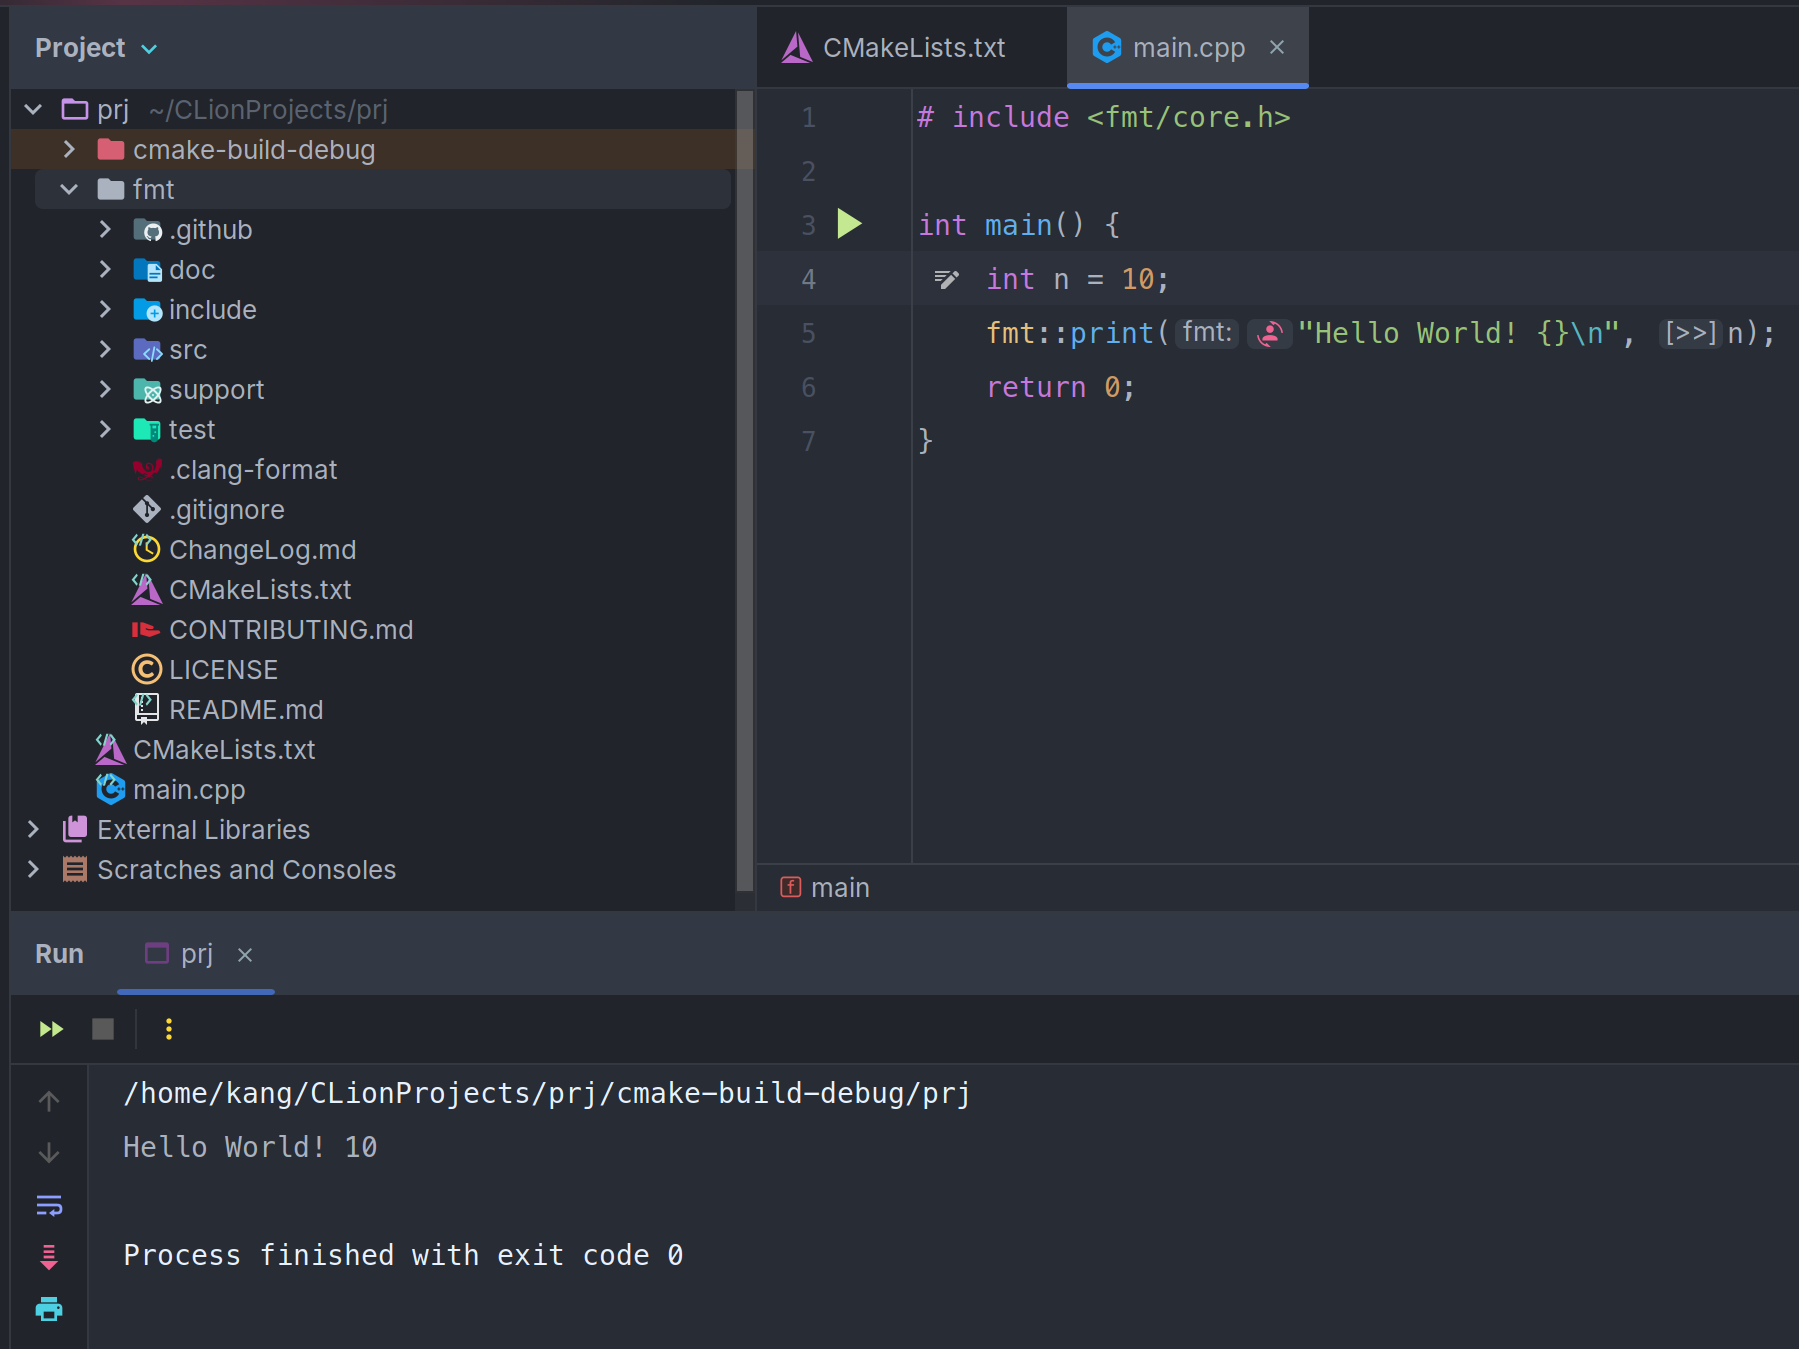 Project
prj ~/CLionProjects/prj
cmake-build-debug
fmt
.github
doc
include
src
support
test
.clang-format
.gitignore
ChangeLog.md
CMakeLists.txt
CONTRIBUTING.md
LICENSE
README.md
CMakeLists.txt
main.cpp
External Libraries
Scratches and Consoles
CMakeLists.txt main.cpp
1 # include <fmt/core.h>
2
3 int main() {
4 int n = 10;
5 fmt::print( fmt: "Hello World! {}\n", [>>] n);
6 return 0;
7 }
main
Run prj
/home/kang/CLionProjects/prj/cmake-build-debug/prj
Hello World! 10
Process finished with exit code 0